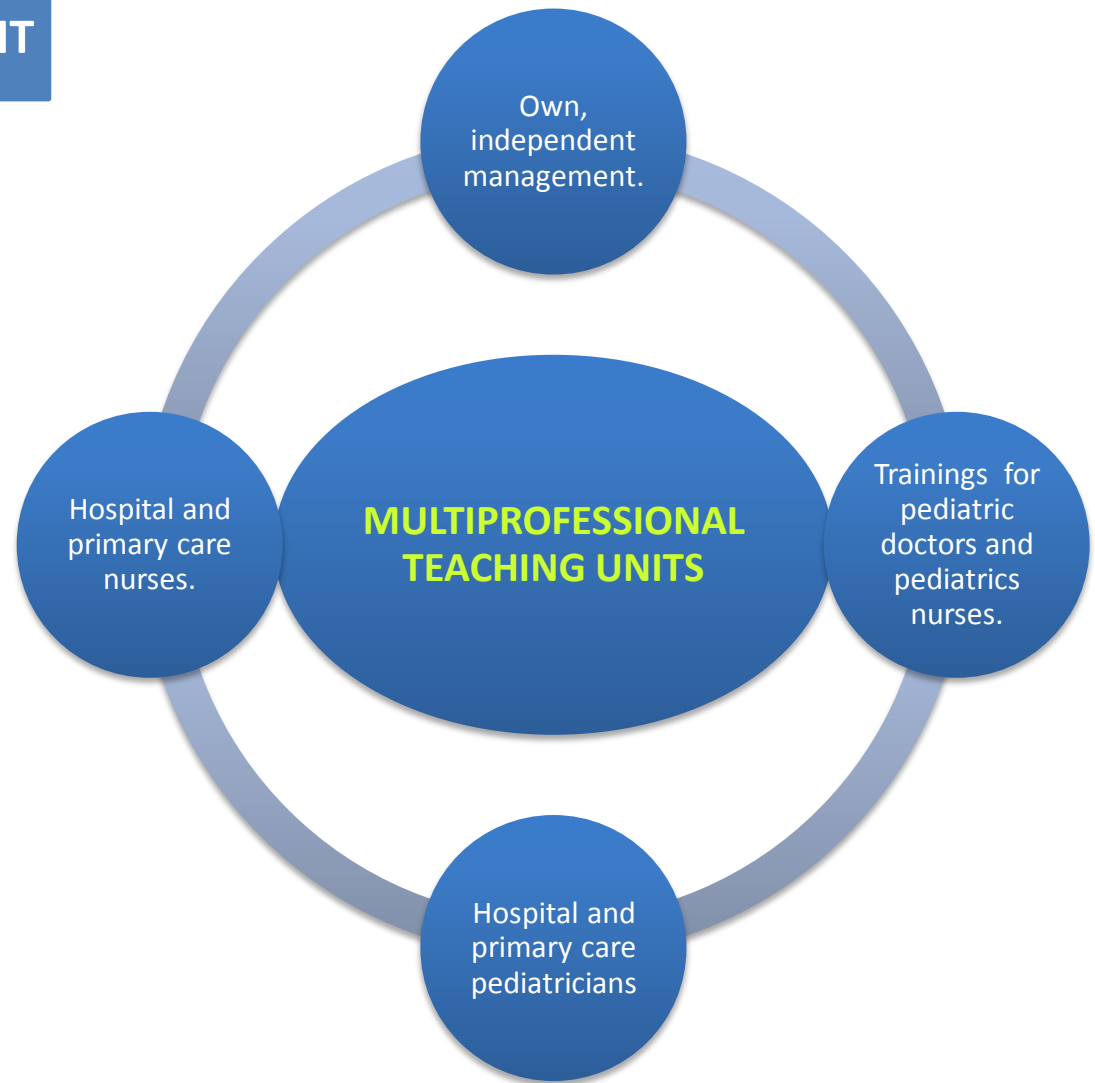 Own,
independent
management.
Hospital and
primary care
nurses.
MULTIPROFESSIONAL
TEACHING UNITS
Trainings for
pediatric
doctors and
pediatrics
nurses.
Hospital and
primary care
pediatricians